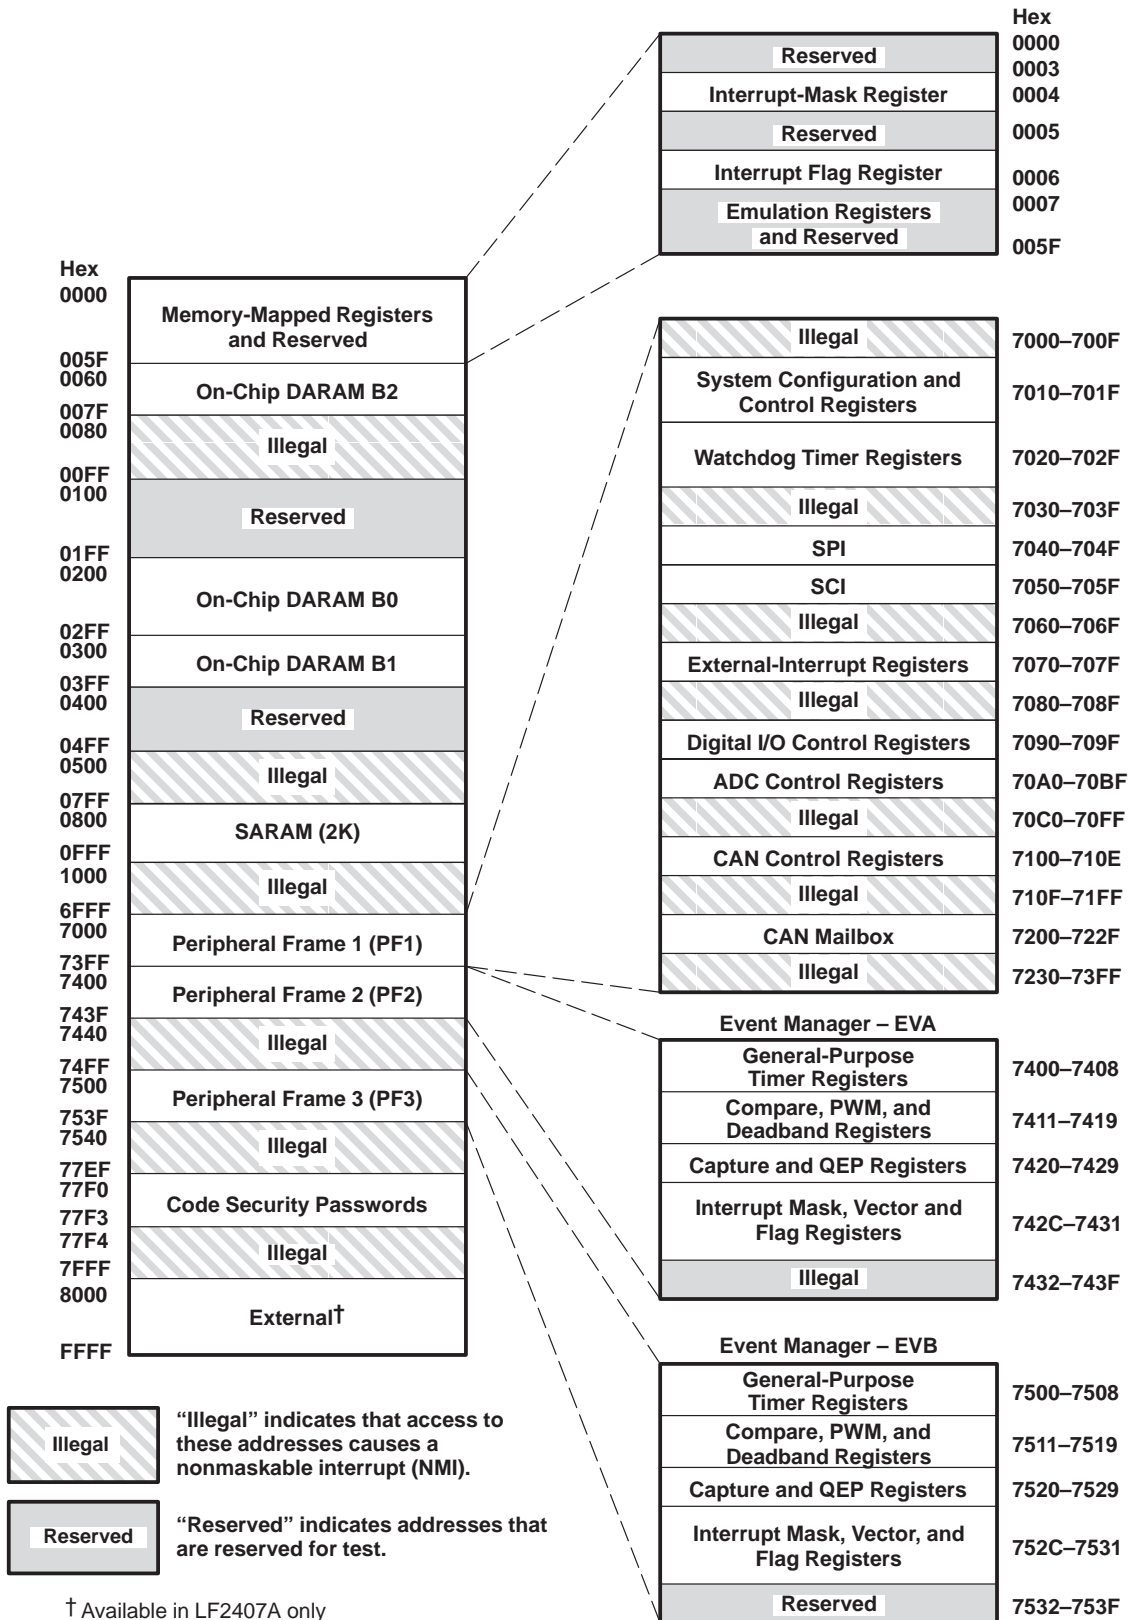 Hex
0000
Reserved
0003
Interrupt-Mask Register
0004
Reserved
0005
Interrupt Flag Register
0006
0007
Emulation Registers
and Reserved
005F
Hex
0000
Memory-Mapped Registers
and Reserved
005F
0060
On-Chip DARAM B2
007F
0080
Illegal
00FF
0100
Reserved
01FF
0200
On-Chip DARAM B0
02FF
0300
On-Chip DARAM B1
03FF
0400
Reserved
04FF
0500
Illegal
07FF
0800
SARAM (2K)
0FFF
1000
Illegal
6FFF
7000
Peripheral Frame 1 (PF1)
73FF
7400
Peripheral Frame 2 (PF2)
743F
7440
Illegal
74FF
7500
Peripheral Frame 3 (PF3)
753F
7540
Illegal
77EF
77F0
Code Security Passwords
77F3
77F4
Illegal
7FFF
8000
External†
FFFF
Illegal 7000–700F
System Configuration and
Control Registers 7010–701F
Watchdog Timer Registers 7020–702F
Illegal 7030–703F
SPI 7040–704F
SCI 7050–705F
Illegal 7060–706F
External-Interrupt Registers 7070–707F
Illegal 7080–708F
Digital I/O Control Registers 7090–709F
ADC Control Registers 70A0–70BF
Illegal 70C0–70FF
CAN Control Registers 7100–710E
Illegal 710F–71FF
CAN Mailbox 7200–722F
Illegal 7230–73FF
Event Manager – EVA
General-Purpose
Timer Registers 7400–7408
Compare, PWM, and
Deadband Registers 7411–7419
Capture and QEP Registers 7420–7429
Interrupt Mask, Vector and
Flag Registers 742C–7431
Illegal 7432–743F
Event Manager – EVB
General-Purpose
Timer Registers 7500–7508
Compare, PWM, and
Deadband Registers 7511–7519
Capture and QEP Registers 7520–7529
Interrupt Mask, Vector, and
Flag Registers 752C–7531
Reserved 7532–753F
Illegal
“Illegal” indicates that access to
these addresses causes a
nonmaskable interrupt (NMI).
Reserved
“Reserved” indicates addresses that
are reserved for test.
† Available in LF2407A only